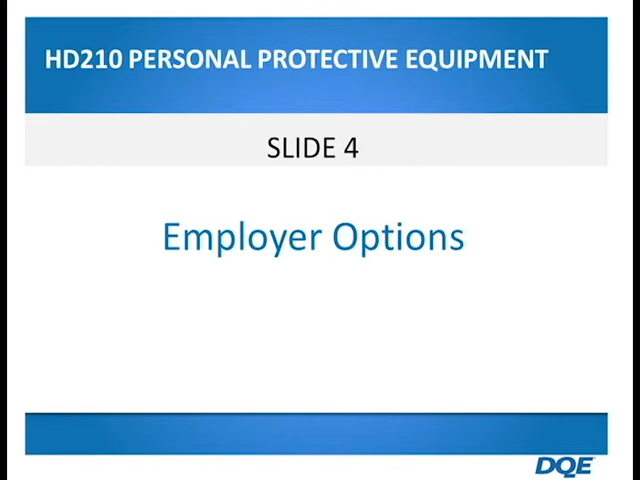 HD210 PERSONAL PROTECTIVE EQUIPMENT
SLIDE 4
Employer Options
DQE